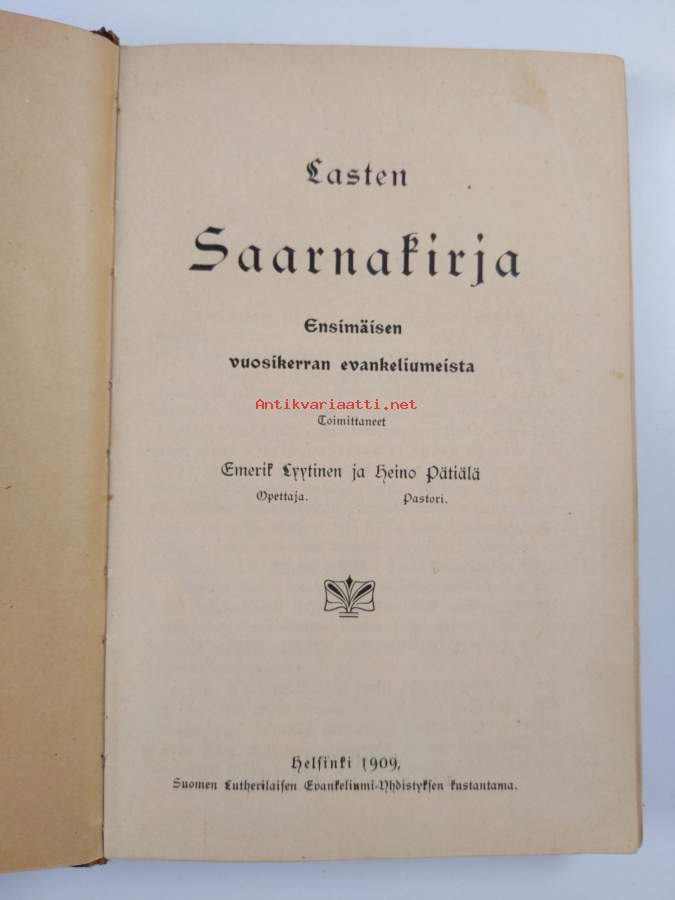 Lasten
Saarnakirja
Ensimäisen
vuosikerran evankeliumeista
Antikvariaatti.net
Toimittaneet
Emerik Lyytinen ja Heino Pätiälä
Opettaja. Pastori.
Helsinki 1909,
Suomen Lutherilaisen Evankeliumi-Yhdistyksen kustantama.